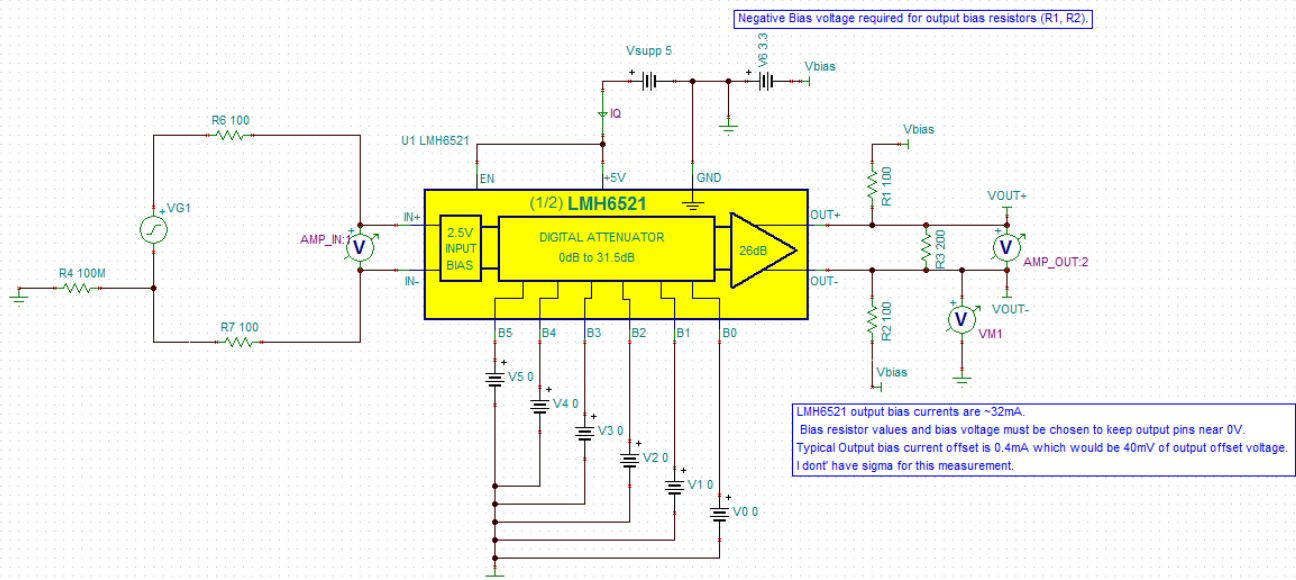 Negative Bias voltage required for output bias resistors (R1, R2).
Vsupp 5
V6 3.3
Vbias
IQ
R6 100
U1 LMH6521
Vbias
EN
+5V
GND
R1 100
VOUT+
VG1
(1/2) LMH6521
IN+
OUT+
AMP_IN:1
V
2.5V
INPUT
BIAS
DIGITAL ATTENUATOR
0dB to 31.5dB
26dB
R3 200
V
AMP_OUT:2
R4 100M
IN-
OUT-
VOUT-
R7 100
B5
B4
B3
B2
B1
B0
R2 100
V
VM1
Vbias
V5 0
V4 0
V3 0
V2 0
V1 0
V0 0
LMH6521 output bias currents are ~32mA.
Bias resistor values and bias voltage must be chosen to keep output pins near 0V.
Typical Output bias current offset is 0.4mA which would be 40mV of output offset voltage.
I dont' have sigma for this measurement.